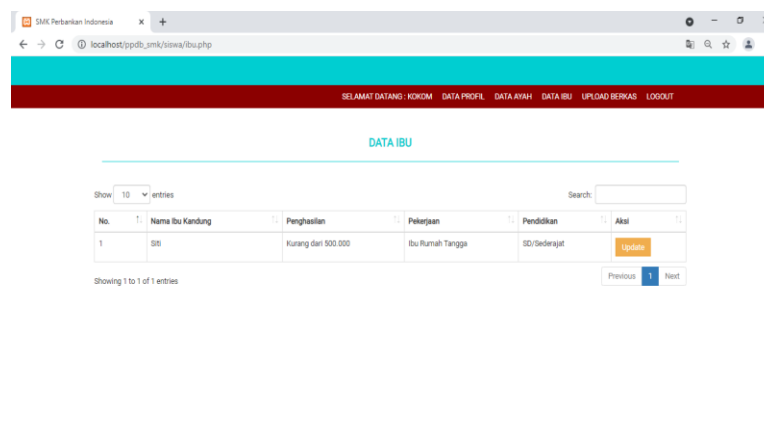 SMK Perbankan Indonesia
localhost/ppdb_smk/siswa/ibu.php
SELAMAT DATANG : KOKOM DATA PROFIL DATA AYAH DATA IBU UPLOAD BERKAS LOGOUT
DATA IBU
Show 10 entries Search:
No. Nama Ibu Kandung Penghasilan Pekerjaan Pendidikan Aksi
1 Siti Kurang dari 500.000 Ibu Rumah Tangga SD/Sederajat Update
Showing 1 to 1 of 1 entries Previous 1 Next